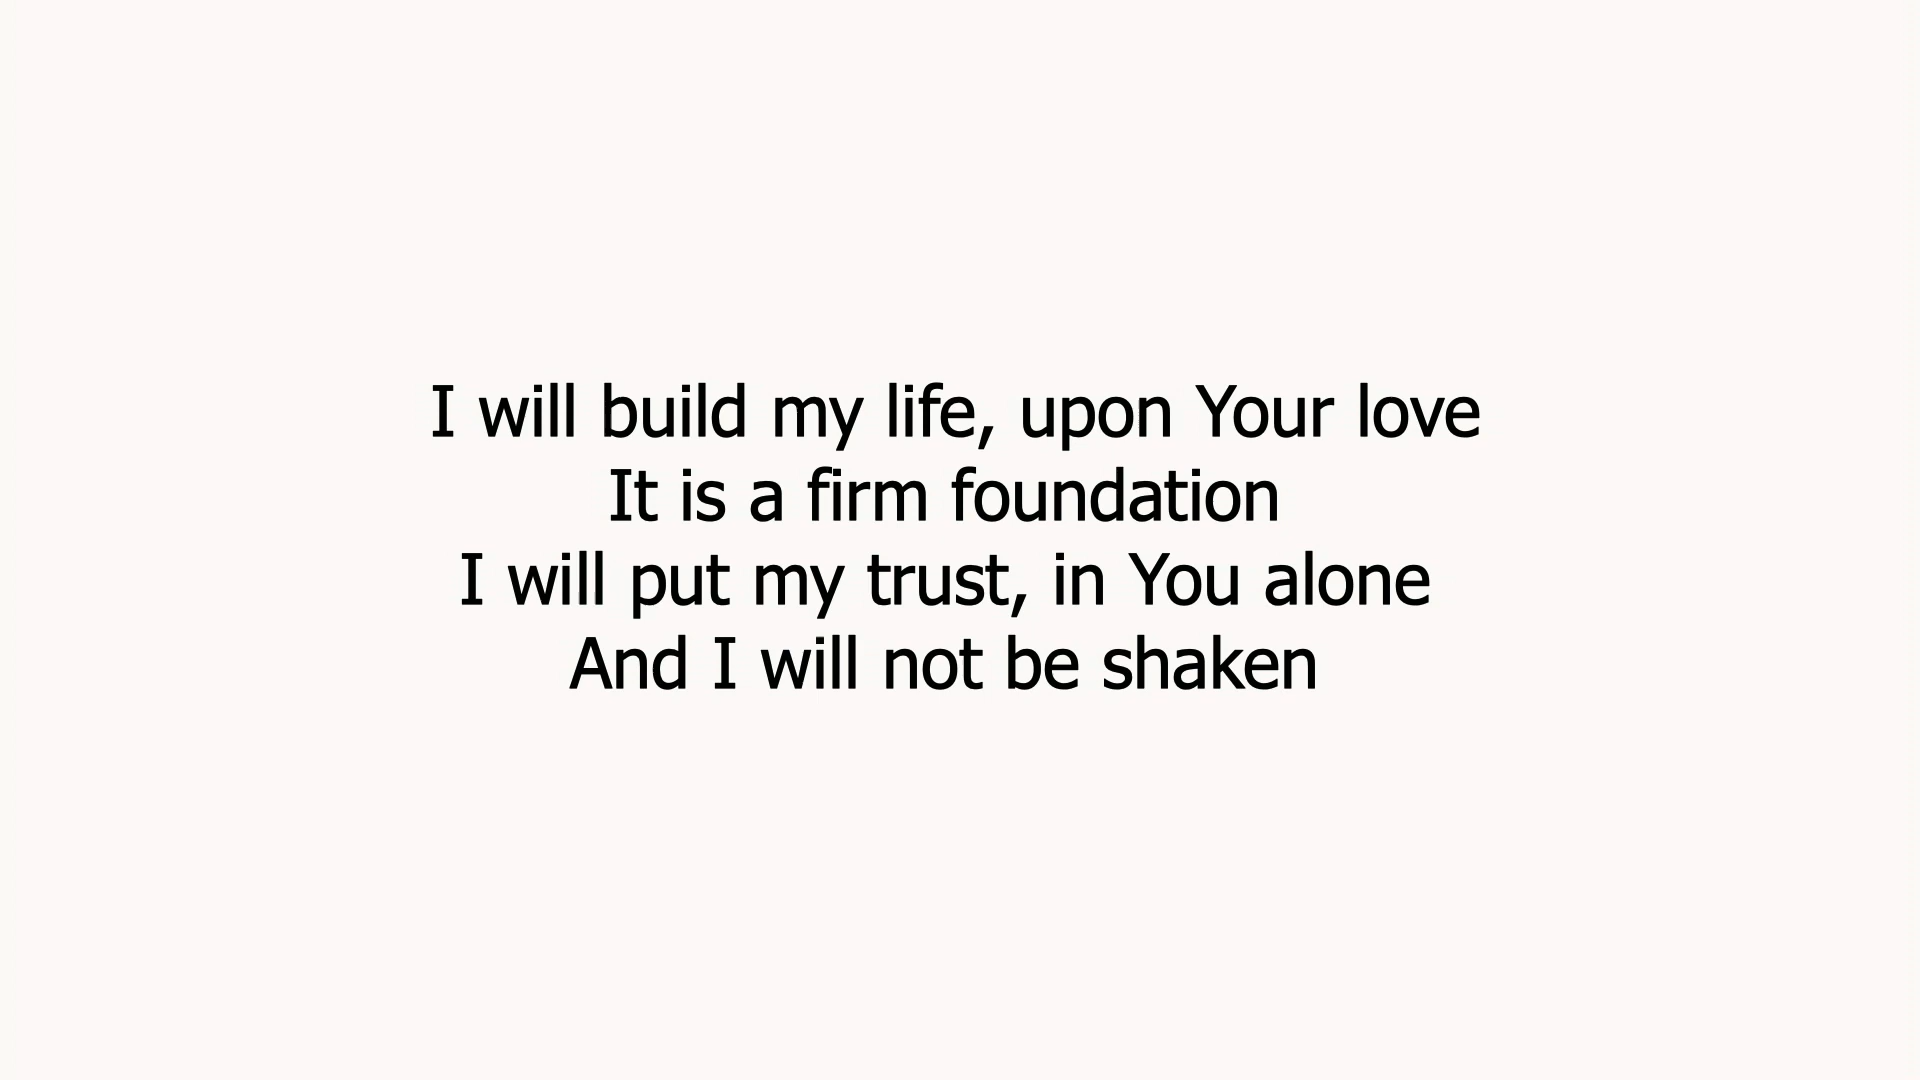 I will build my life, upon Your love
It is a firm foundation
I will put my trust, in You alone
And I will not be shaken